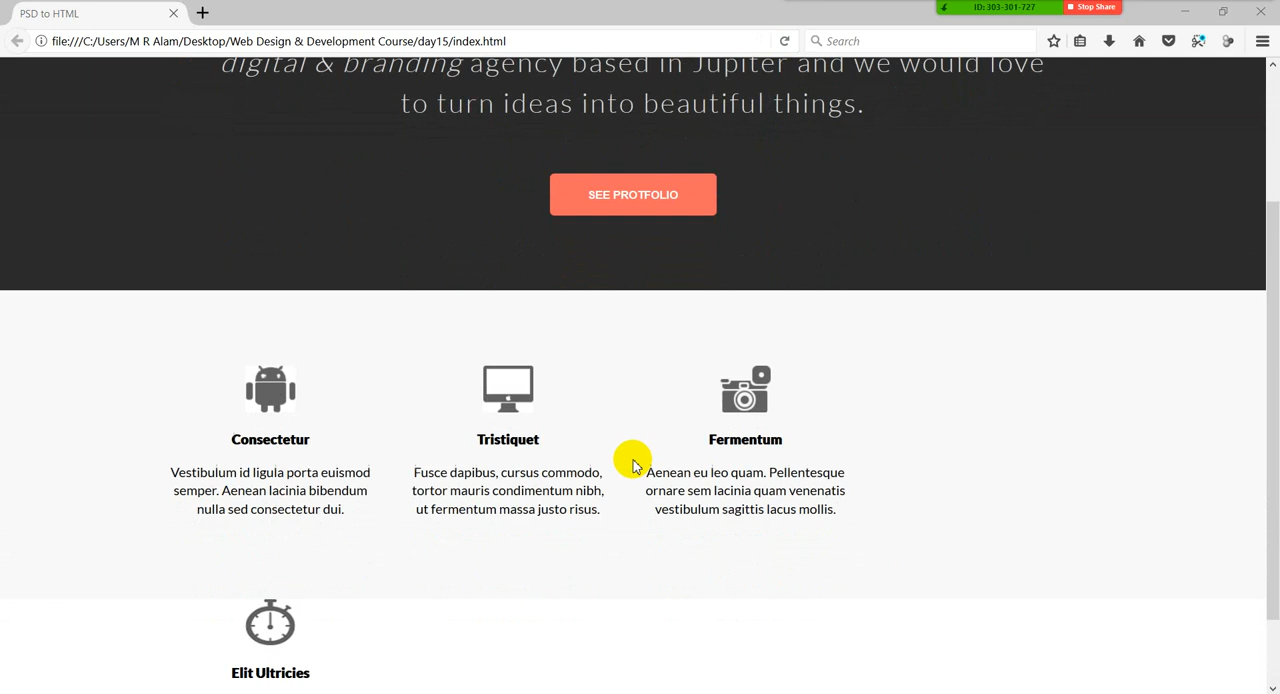 PSD to HTML
ID: 303-301-727
Stop Share
file:///C:/Users/M R Alam/Desktop/Web Design & Development Course/day15/index.html
Search
digital & branding agency based in Jupiter and we would love
to turn ideas into beautiful things.
SEE PROTFOLIO
Consectetur
Vestibulum id ligula porta euismod
semper. Aenean lacinia bibendum
nulla sed consectetur dui.
Tristiquet
Fusce dapibus, cursus commodo,
tortor mauris condimentum nibh,
ut fermentum massa justo risus.
Fermentum
Aenean eu leo quam. Pellentesque
ornare sem lacinia quam venenatis
vestibulum sagittis lacus mollis.
Elit Ultricies